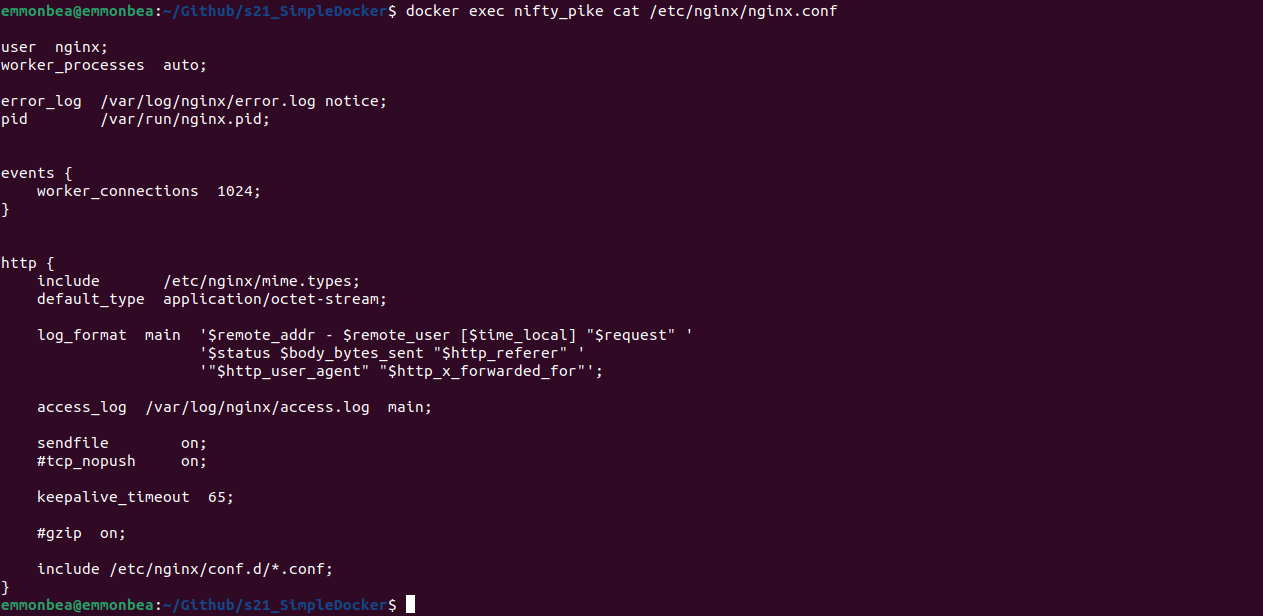 emmonbea@emmonbea:~/Github/s21_SimpleDocker$ docker exec nifty_pike cat /etc/nginx/nginx.conf
user  nginx;
worker_processes  auto;
error_log  /var/log/nginx/error.log notice;
pid        /var/run/nginx.pid;
events {
    worker_connections  1024;
}
http {
    include       /etc/nginx/mime.types;
    default_type  application/octet-stream;
    log_format  main  '$remote_addr - $remote_user [$time_local] "$request" '
                      '$status $body_bytes_sent "$http_referer" '
                      '"$http_user_agent" "$http_x_forwarded_for"';
    access_log  /var/log/nginx/access.log  main;
    sendfile        on;
    #tcp_nopush     on;
    keepalive_timeout  65;
    #gzip  on;
    include /etc/nginx/conf.d/*.conf;
}
emmonbea@emmonbea:~/Github/s21_SimpleDocker$